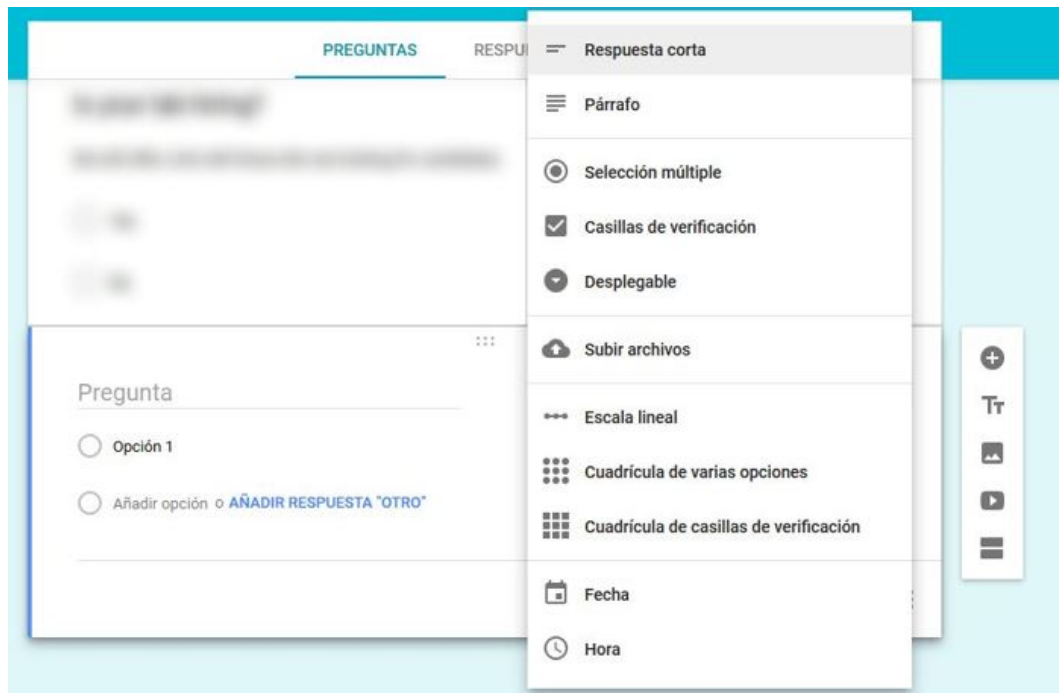 PREGUNTAS
RESPU
Respuesta corta
Párrafo
Selección múltiple
Casillas de verificación
Desplegable
Subir archivos
Escala lineal
Cuadrícula de varias opciones
Cuadrícula de casillas de verificación
Fecha
Hora
Pregunta
Opción 1
Añadir opción o AÑADIR RESPUESTA "OTRO"
Tт